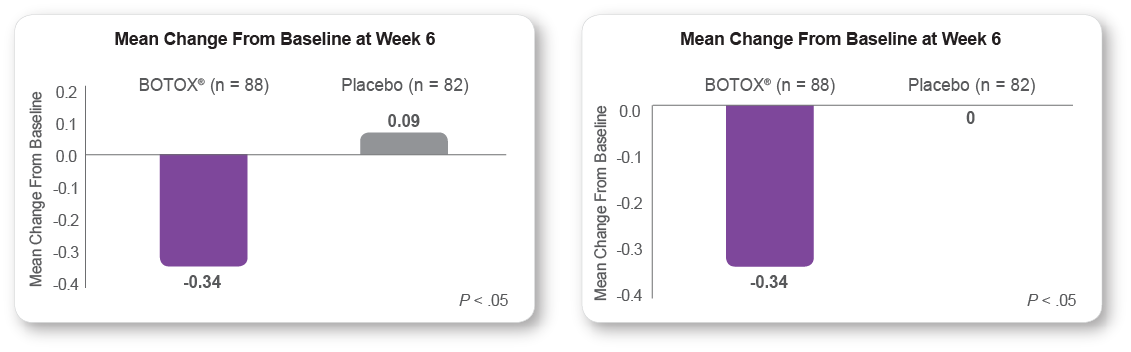 Mean Change From Baseline at Week 6
BOTOX® (n = 88)
Placebo (n = 82)
Mean Change From Baseline
0.2
0.1
0.0
-0.1
-0.2
-0.3
-0.4
0.09
-0.34
P < .05
Mean Change From Baseline at Week 6
BOTOX® (n = 88)
Placebo (n = 82)
Mean Change From Baseline
0.0
-0.1
-0.2
-0.3
-0.4
0
-0.34
P < .05